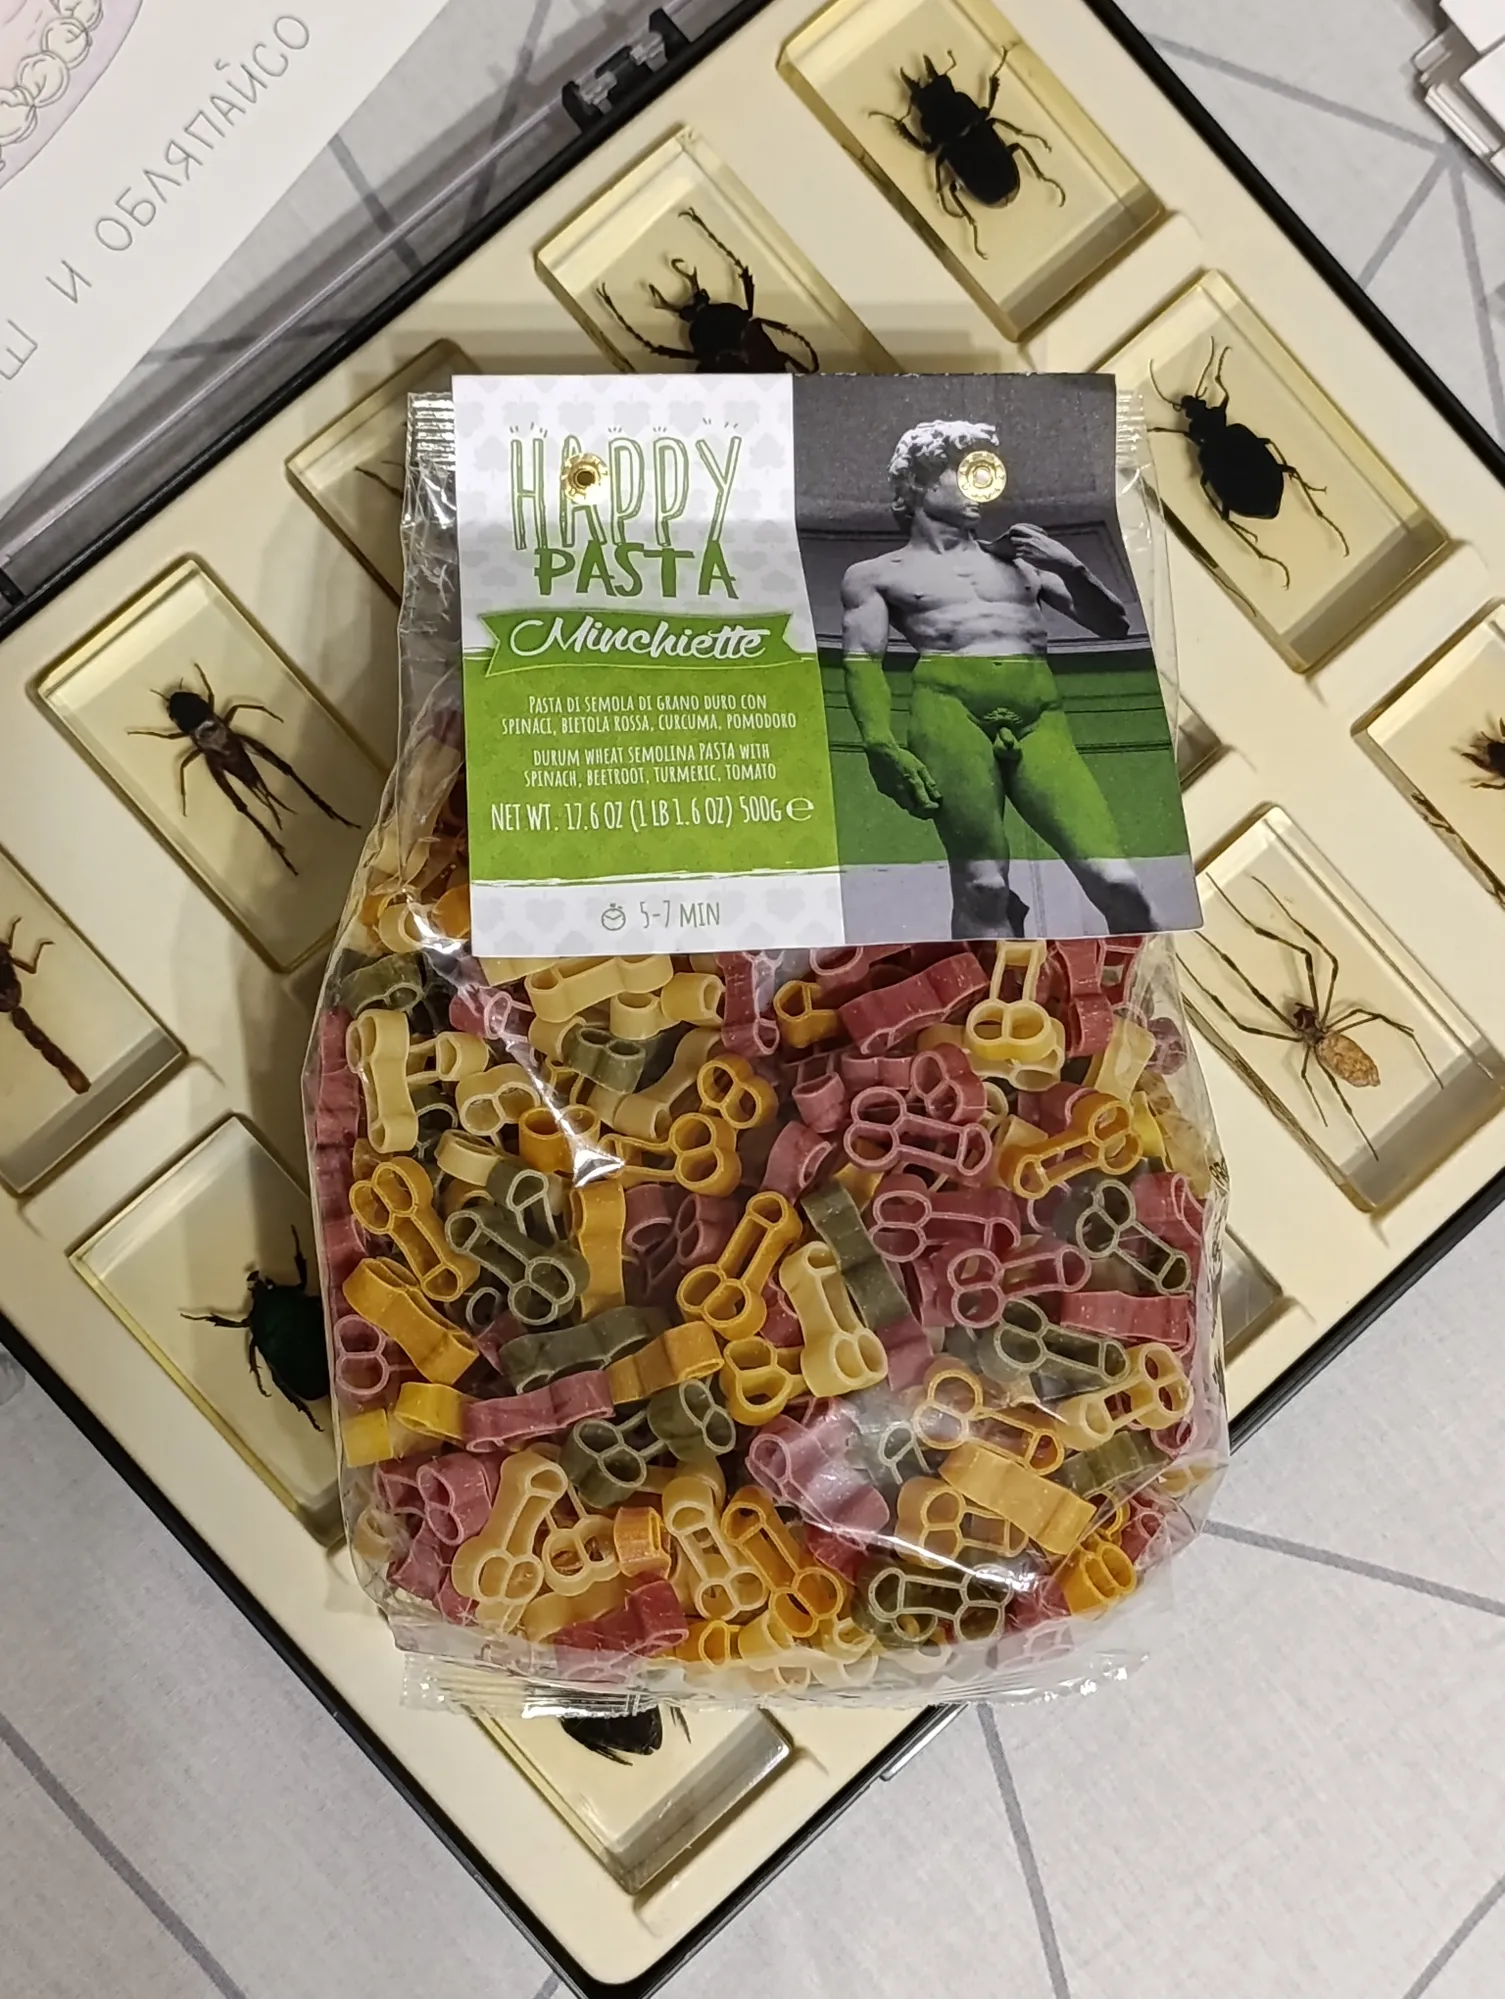 И ОБЛЯПАЙСО
HAPPY
PASTA
Minchiette
PASTA DI SEMOLA DI GRANO DURO CON
SPINACI, BIETOLA ROSSA, CURCUMA, POMODORO
DURUM WHEAT SEMOLINA PASTA WITH
SPINACH, BEETROOT, TURMERIC, TOMATO
NET WT. 17.6 OZ (1 LB 1.6 OZ) 500G ℮
5-7 MIN